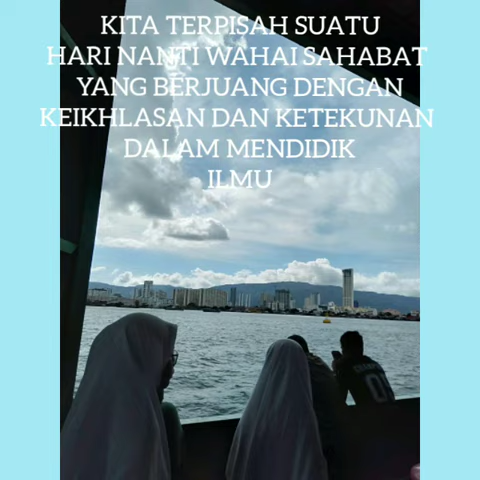 KITA TERPISAH SUATU
HARI NANTI WAHAI SAHABAT
YANG BERJUANG DENGAN
KEIKHLASAN DAN KETEKUNAN
DALAM MENDIDIK
ILMU